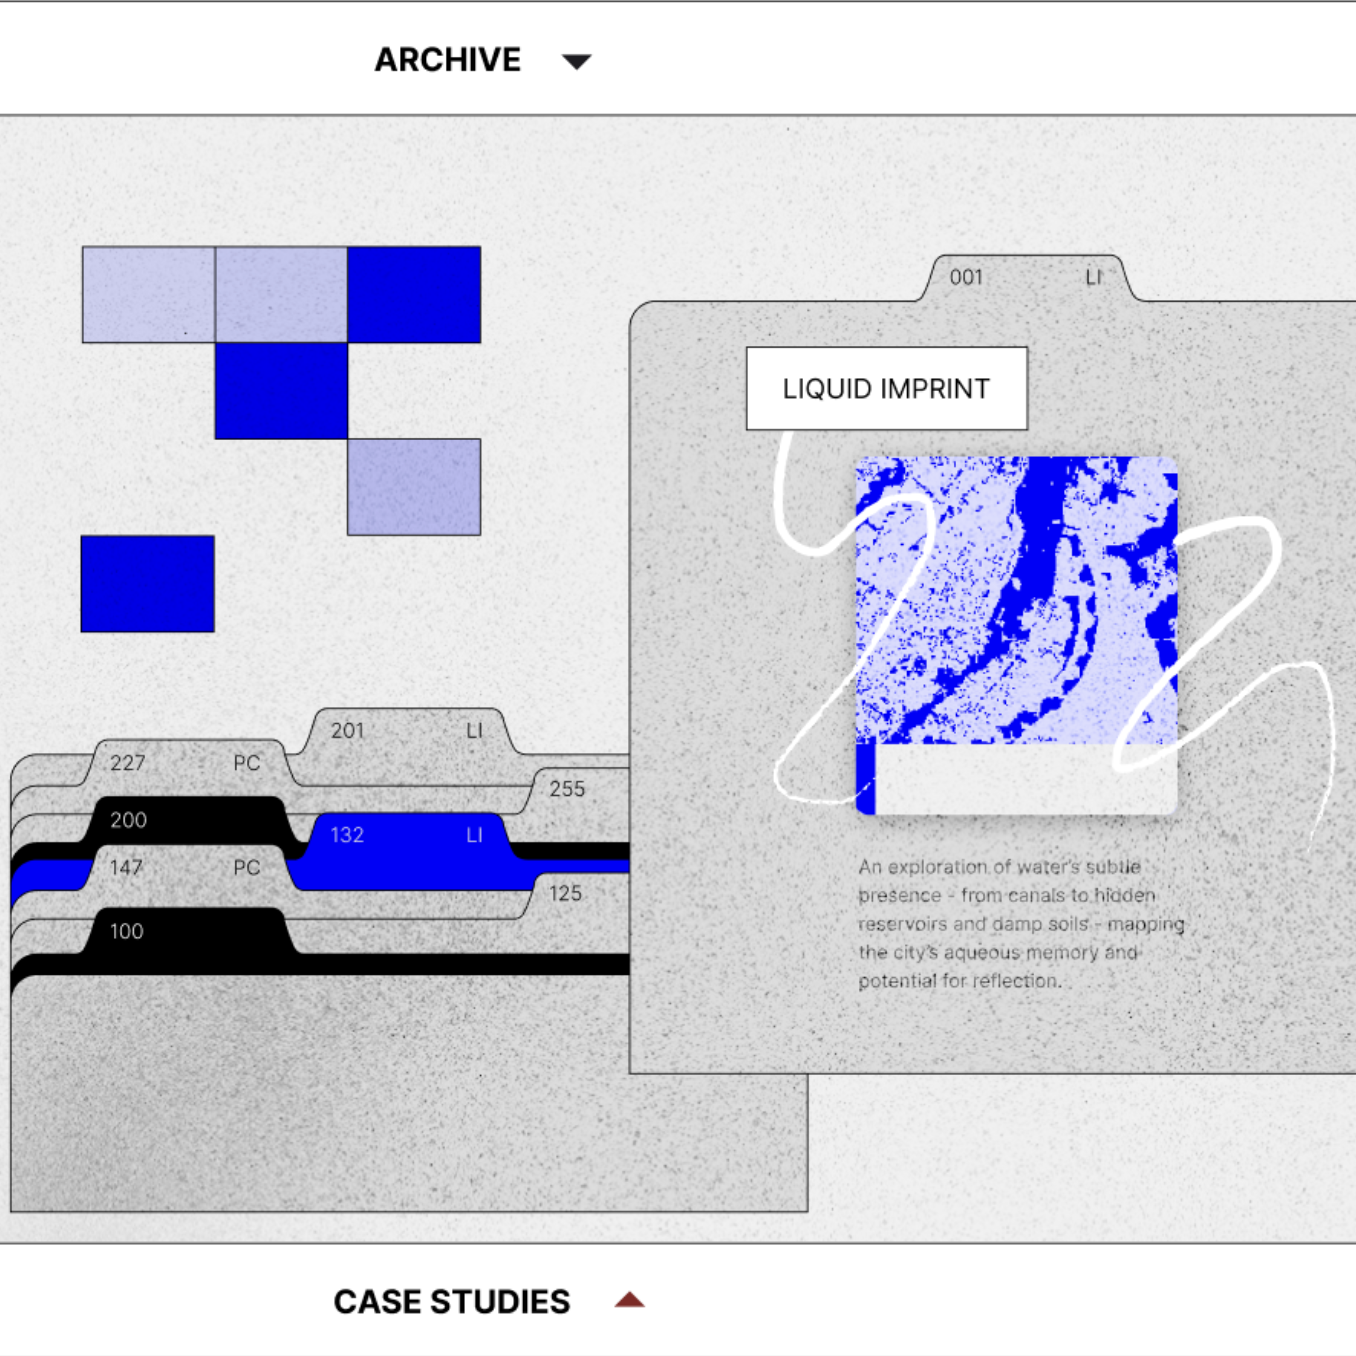 ARCHIVE
001 LI
LIQUID IMPRINT
201 LI
227 PC
255
200
132 LI
147 PC
125
100
An exploration of water's subtle
presence - from canals to hidden
reservoirs and damp soils - mapping
the city's aqueous memory and
potential for reflection.
CASE STUDIES